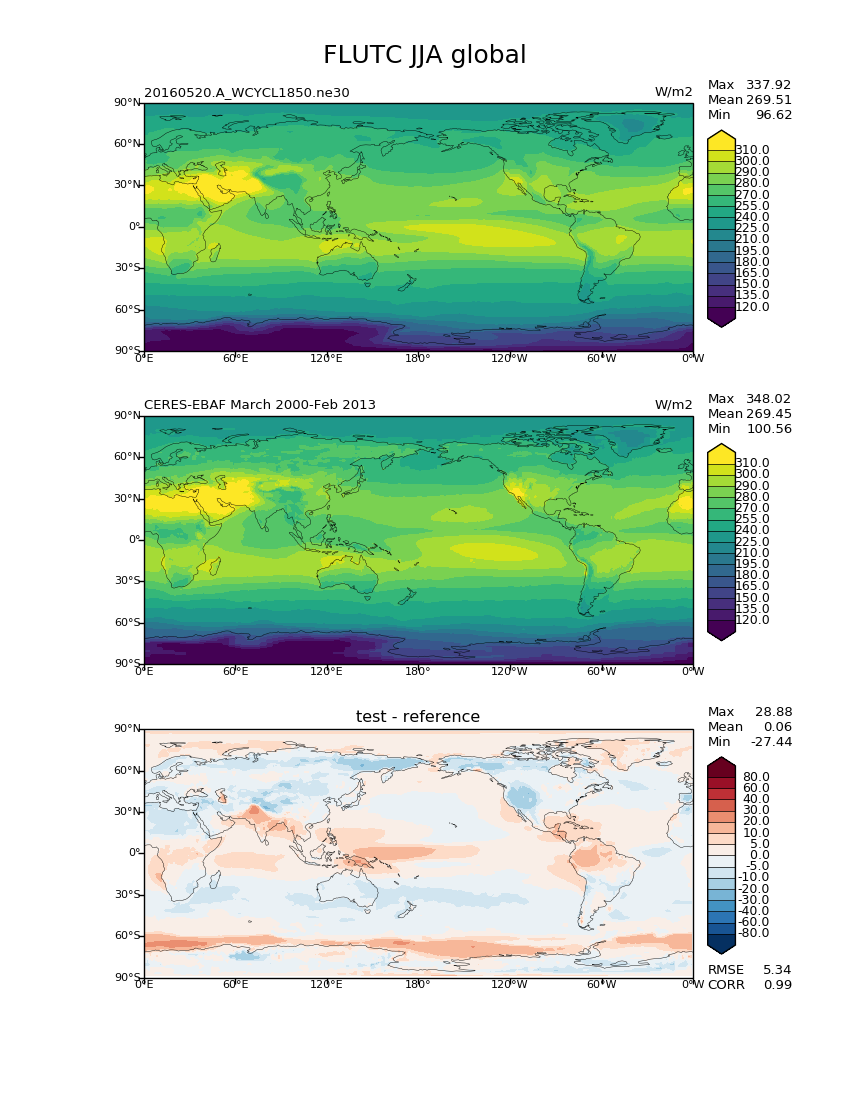 FLUTC JJA global
20160520.A_WCYCL1850.ne30 W/m2
Max 337.92
Mean 269.51
Min 96.62
90°N
60°N
30°N
0°
30°S
60°S
90°S
0°E 60°E 120°E 180° 120°W 60°W 0°W
310.0
300.0
290.0
280.0
270.0
255.0
240.0
225.0
210.0
195.0
180.0
165.0
150.0
135.0
120.0
CERES-EBAF March 2000-Feb 2013 W/m2
Max 348.02
Mean 269.45
Min 100.56
90°N
60°N
30°N
0°
30°S
60°S
90°S
0°E 60°E 120°E 180° 120°W 60°W 0°W
310.0
300.0
290.0
280.0
270.0
255.0
240.0
225.0
210.0
195.0
180.0
165.0
150.0
135.0
120.0
test - reference
Max 28.88
Mean 0.06
Min -27.44
90°N
60°N
30°N
0°
30°S
60°S
90°S
0°E 60°E 120°E 180° 120°W 60°W 0°W
80.0
60.0
40.0
30.0
20.0
10.0
5.0
0.0
-5.0
-10.0
-20.0
-30.0
-40.0
-60.0
-80.0
RMSE 5.34
CORR 0.99